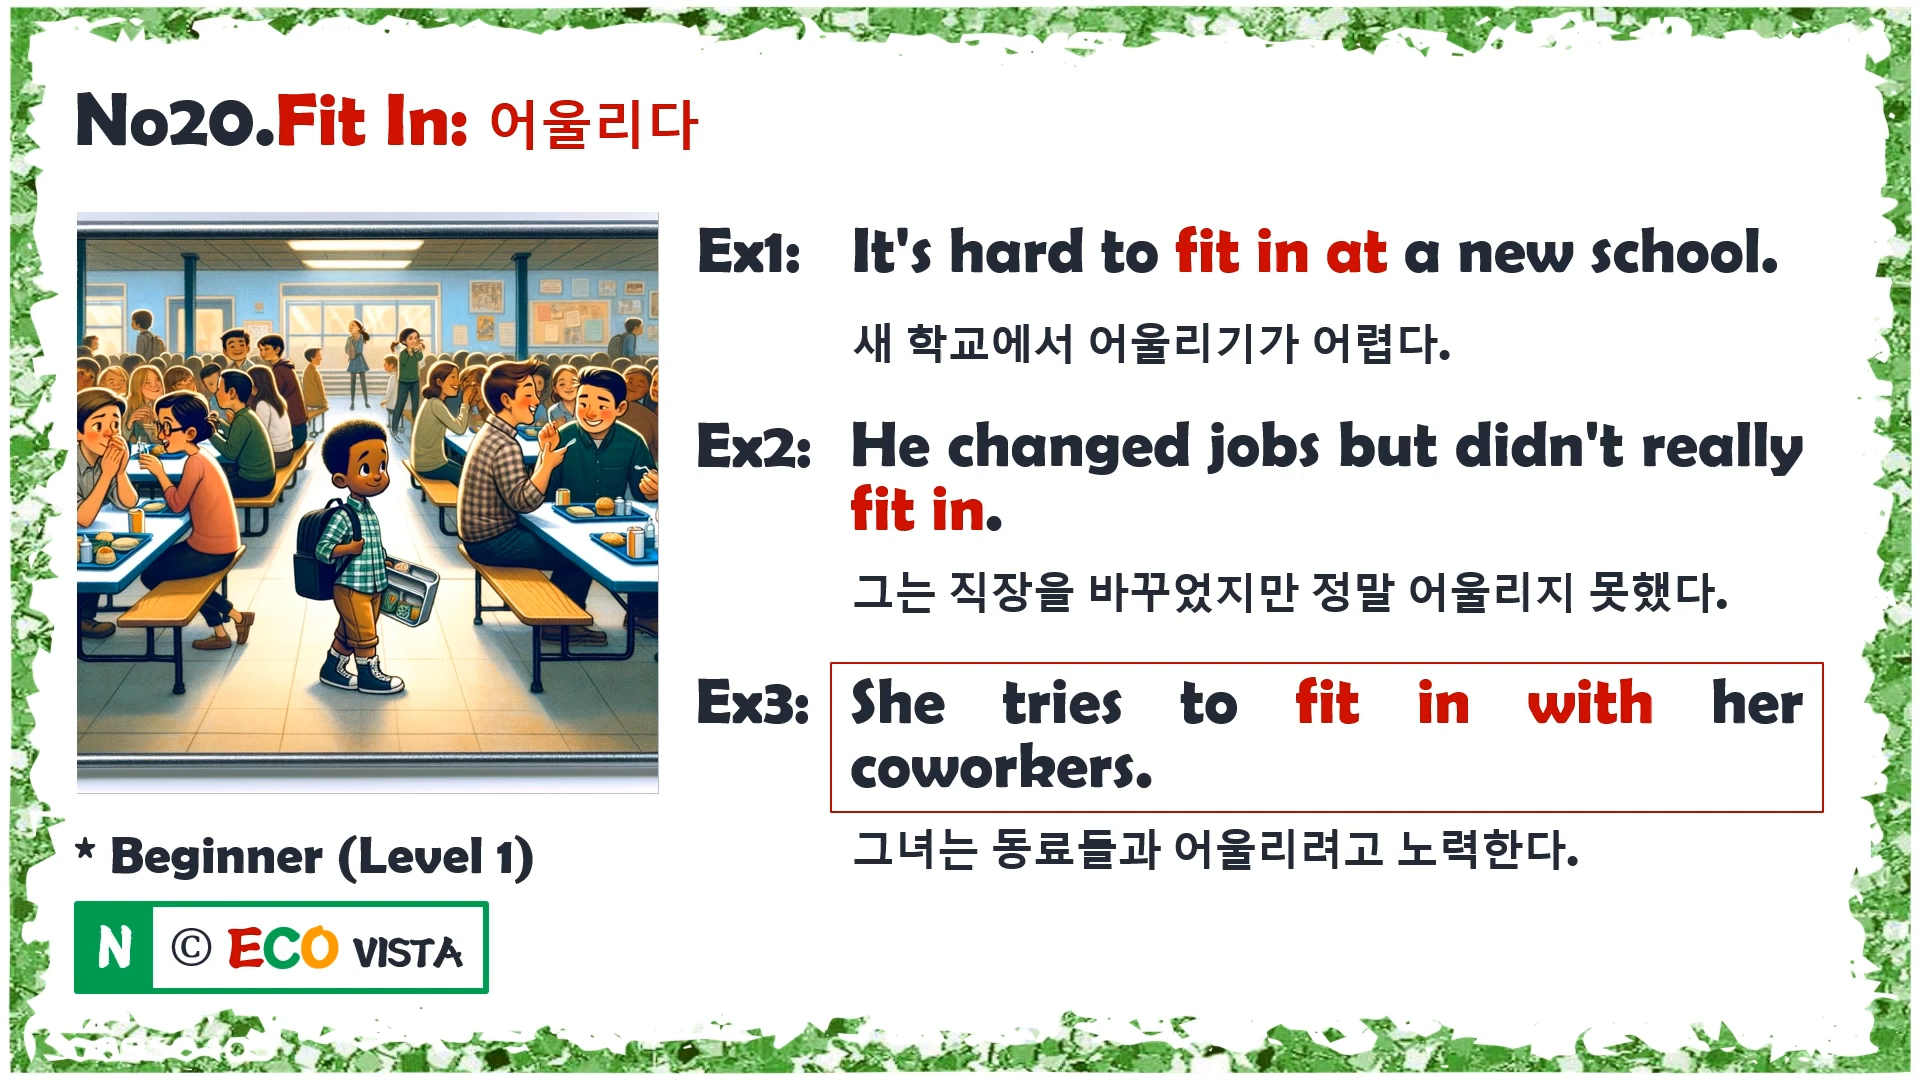 No20.Fit In: 어울리다
Ex1: It's hard to fit in at a new school.
새 학교에서 어울리기가 어렵다.
Ex2: He changed jobs but didn't really
fit in.
그는 직장을 바꾸었지만 정말 어울리지 못했다.
Ex3: She tries to fit in with her
coworkers.
그녀는 동료들과 어울리려고 노력한다.
* Beginner (Level 1)
N © ECO VISTA